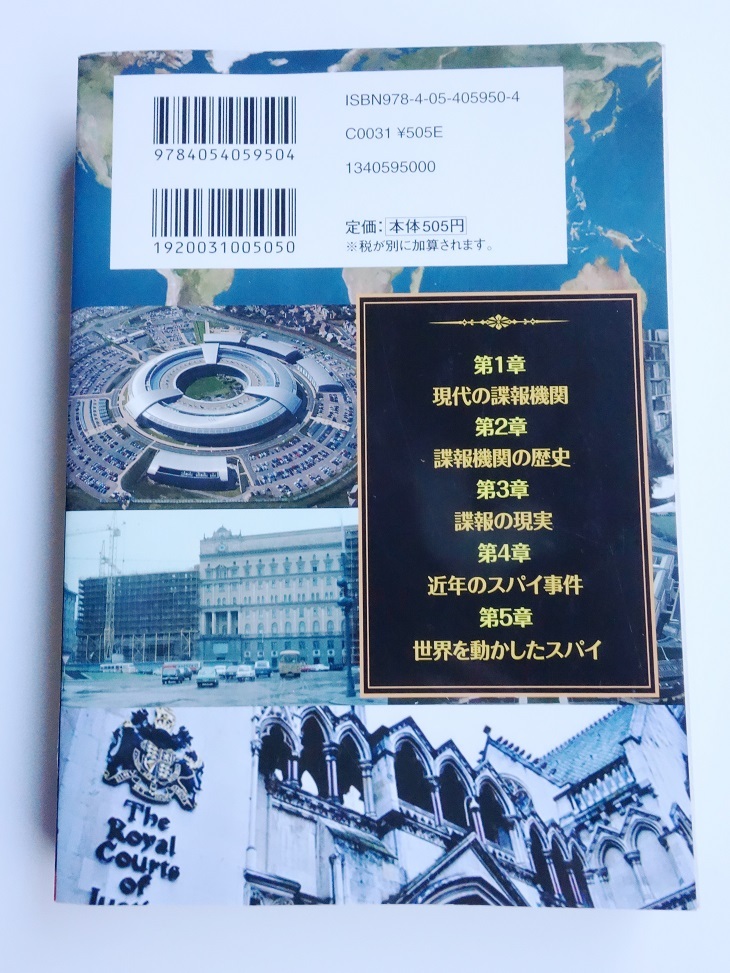 ISBN978-4-05-405950-4
9784054059504
C0031 ¥505E
1340595000
1920031005050
定価：本体505円
※税が別に加算されます。
第1章
現代の諜報機関
第2章
諜報機関の歴史
第3章
諜報の現実
第4章
近年のスパイ事件
第5章
世界を動かしたスパイ
The
Royal
Courts
of